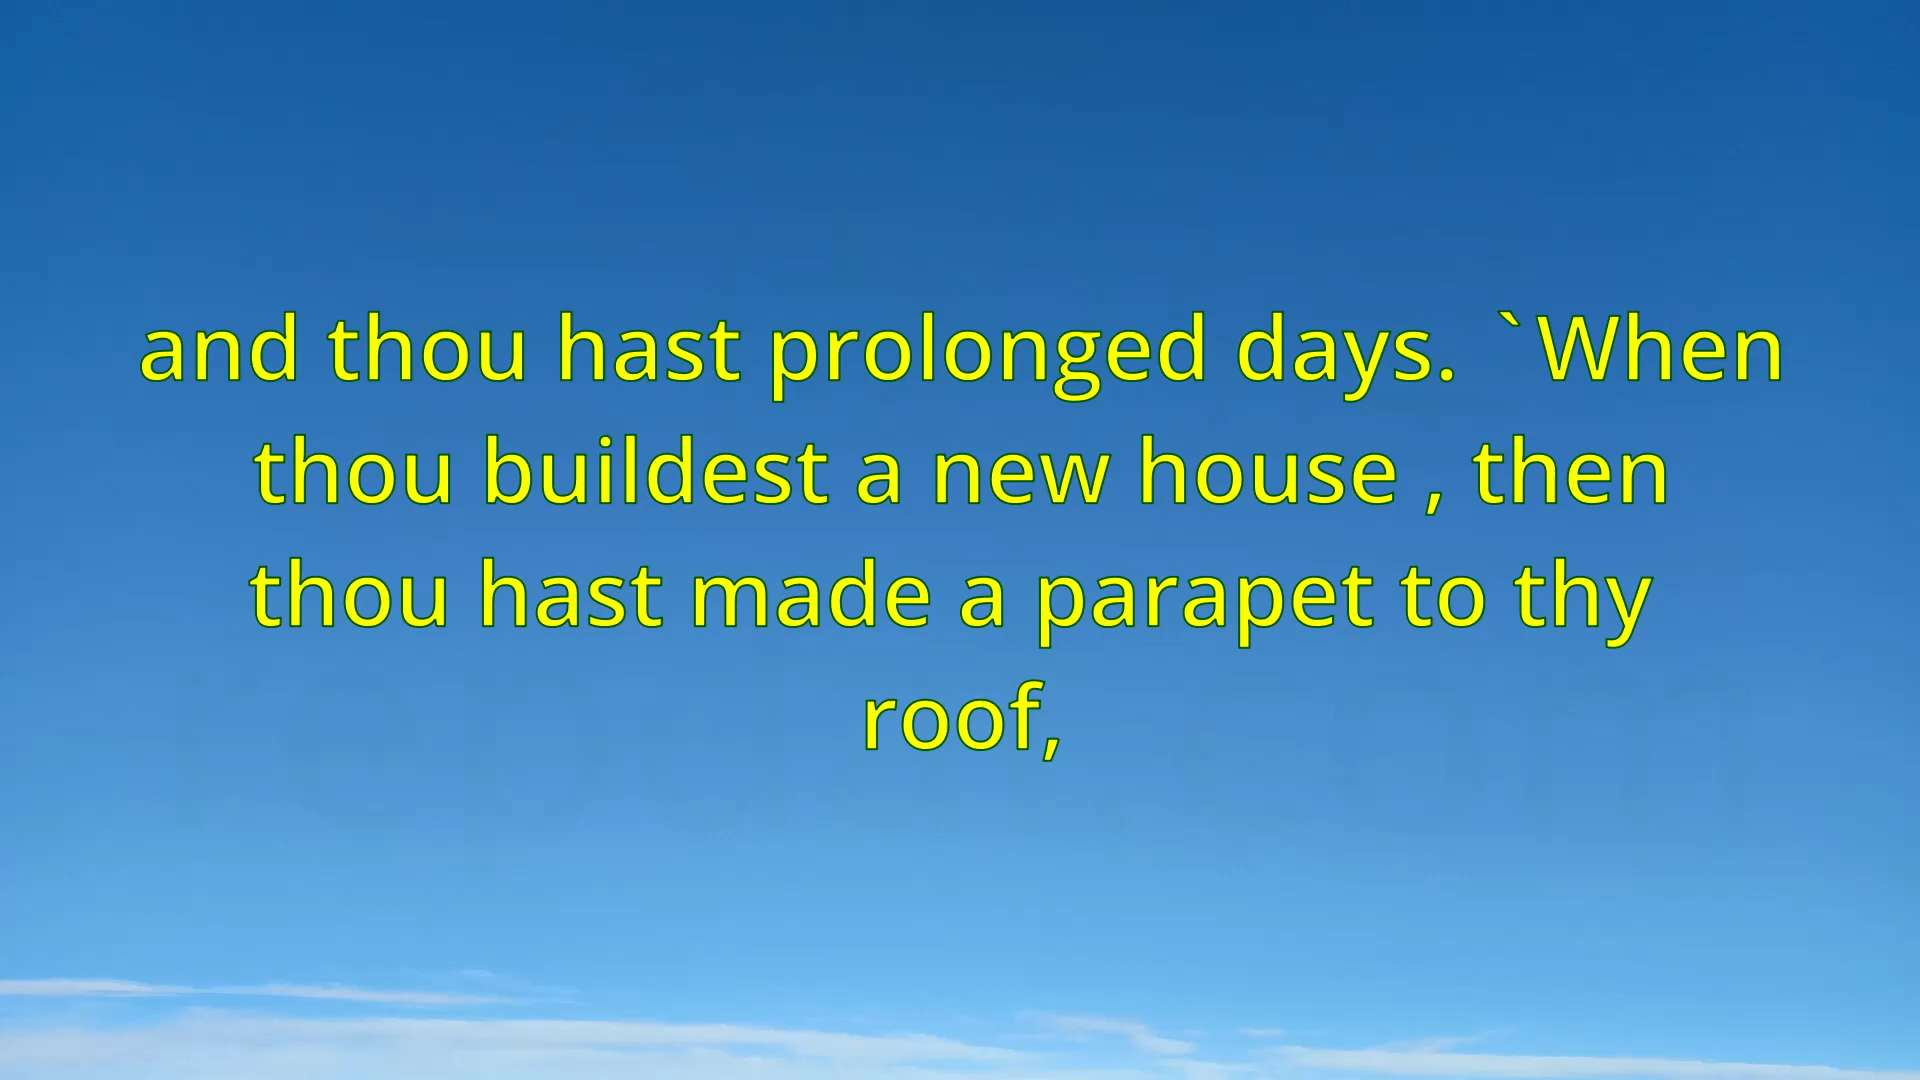 and thou hast prolonged days. `When
thou buildest a new house , then
thou hast made a parapet to thy
roof,